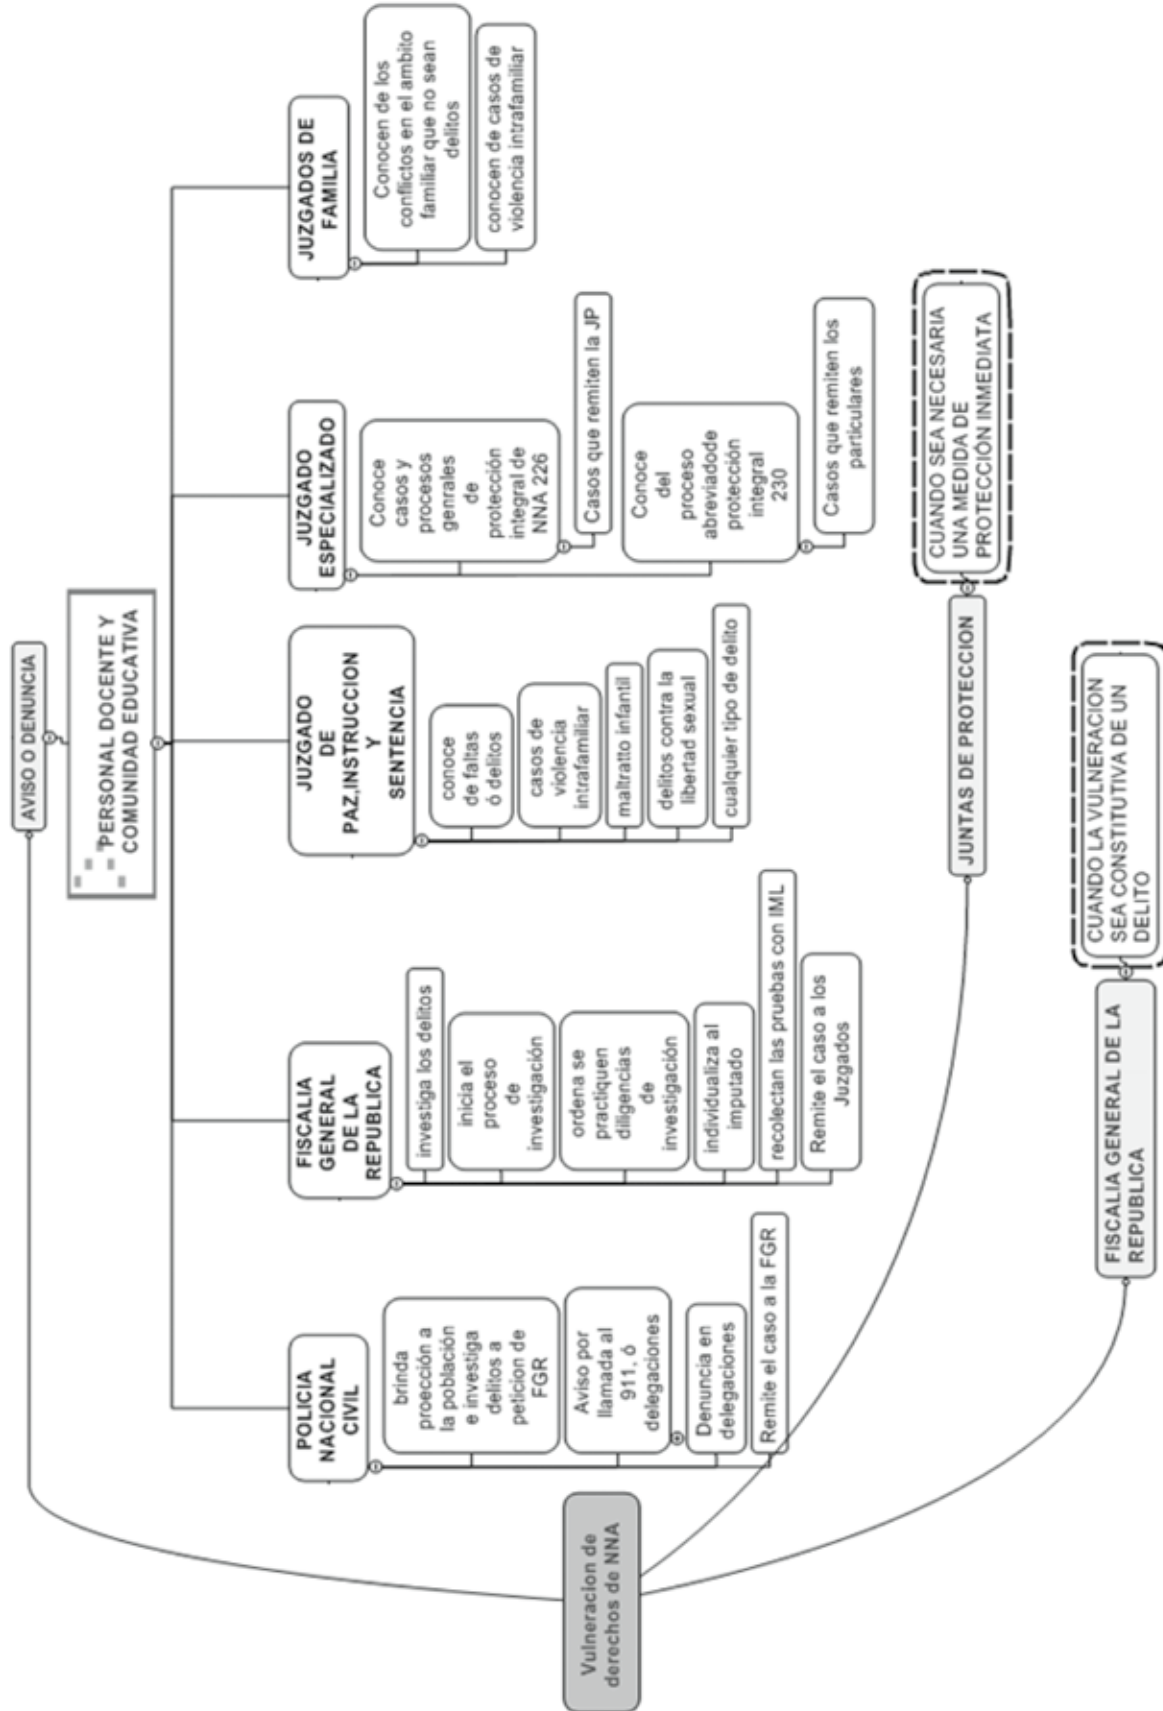 AVISO O DENUNCIA
PERSONAL DOCENTE Y
COMUNIDAD EDUCATIVA
POLICIA
NACIONAL
CIVIL
brinda
proección a
la población
e investiga
delitos a
peticion de
FGR
Aviso por
llamada al
911, ó
delegaciones
Denuncia en
delegaciones
Remite el caso a la FGR
FISCALIA
GENERAL
DE LA
REPUBLICA
investiga los delitos
inicia el
proceso
de
investigación
ordena se
practiquen
diligencias
de
investigación
individualiza al
imputado
recolectan las pruebas con IML
Remite el caso a los
Juzgados
JUZGADO
DE
PAZ,INSTRUCCION
Y
SENTENCIA
conoce
de faltas
ó delitos
casos de
violencia
intrafamiliar
maltratto infantil
delitos contra la
libertad sexual
cualquier tipo de delito
JUZGADO
ESPECIALIZADO
Conoce
casos y
procesos
genrales
de
protección
integral de
NNA 226
Casos que remiten la JP
Conoce
del
proceso
abreviadode
protección
integral
230
Casos que remiten los
particulares
JUZGADOS DE
FAMILIA
Conocen de los
conflictos en el ambito
familiar que no sean
delitos
conocen de casos de
violencia intrafamiliar
Vulneracion de
derechos de NNA
JUNTAS DE PROTECCION
CUANDO SEA NECESARIA
UNA MEDIDA DE
PROTECCIÓN INMEDIATA
FISCALIA GENERAL DE LA
REPUBLICA
CUANDO LA VULNERACION
SEA CONSTITUTIVA DE UN
DELITO